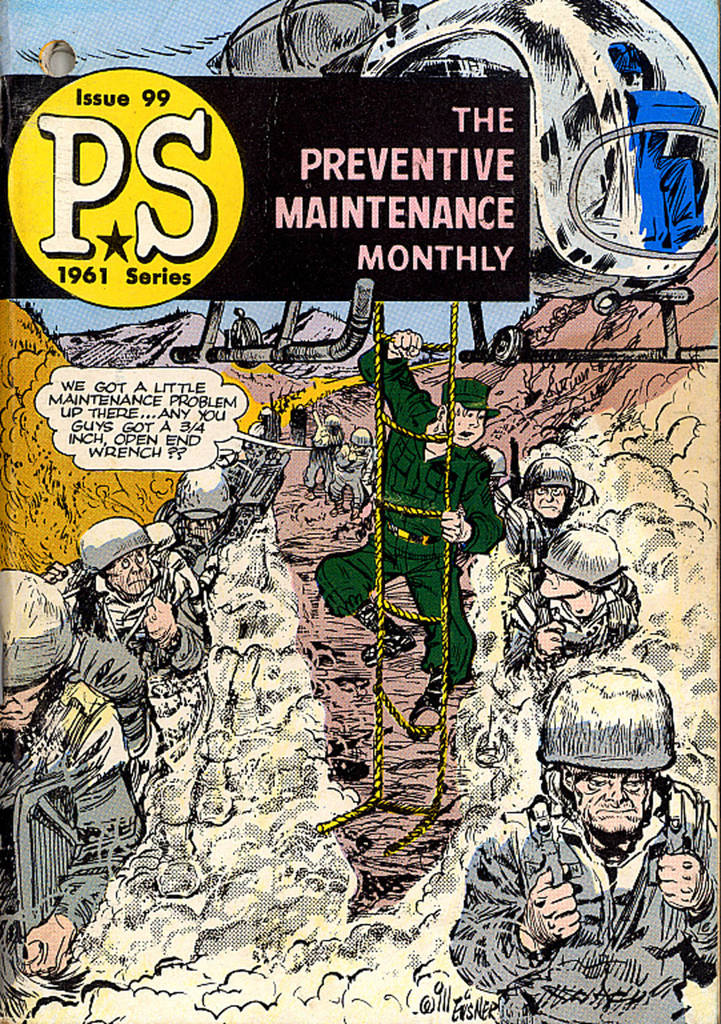 Issue 99
P★S
1961 Series
THE
PREVENTIVE
MAINTENANCE
MONTHLY
WE GOT A LITTLE
MAINTENANCE PROBLEM
UP THERE...ANY YOU
GUYS GOT A 3/4
INCH, OPEN END
WRENCH ??
EISNER